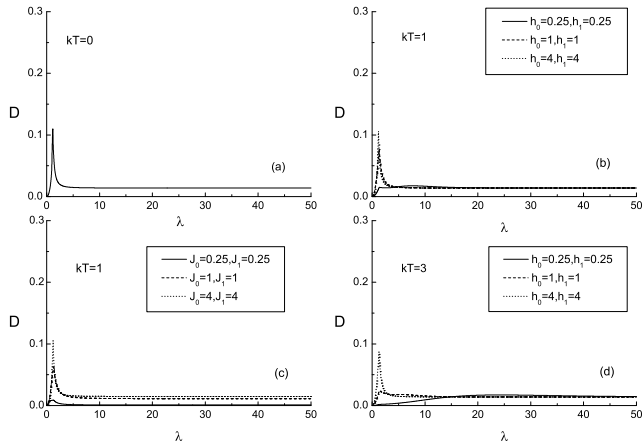 0.3
kT=0
0.2
D
0.1
(a)
0.0
0 10 20 30 40 50
λ
0.3
kT=1
h₀=0.25,h₁=0.25
h₀=1,h₁=1
h₀=4,h₁=4
0.2
D
0.1
(b)
0.0
0 10 20 30 40 50
λ
0.3
kT=1
J₀=0.25,J₁=0.25
J₀=1,J₁=1
J₀=4,J₁=4
0.2
D
0.1
(c)
0.0
0 10 20 30 40 50
λ
0.3
kT=3
h₀=0.25,h₁=0.25
h₀=1,h₁=1
h₀=4,h₁=4
0.2
D
0.1
(d)
0.0
0 10 20 30 40 50
λ